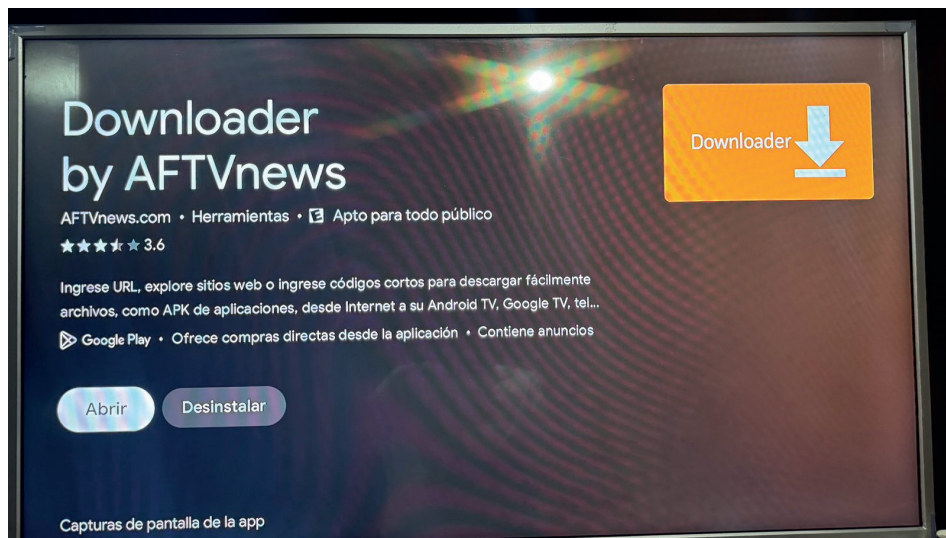 Downloader
by AFTVnews
Downloader
AFTVnews.com • Herramientas • E Apto para todo público
3.6
Ingrese URL, explore sitios web o ingrese códigos cortos para descargar fácilmente
archivos, como APK de aplicaciones, desde Internet a su Android TV, Google TV, tel...
Google Play • Ofrece compras directas desde la aplicación • Contiene anuncios
Abrir
Desinstalar
Capturas de pantalla de la app